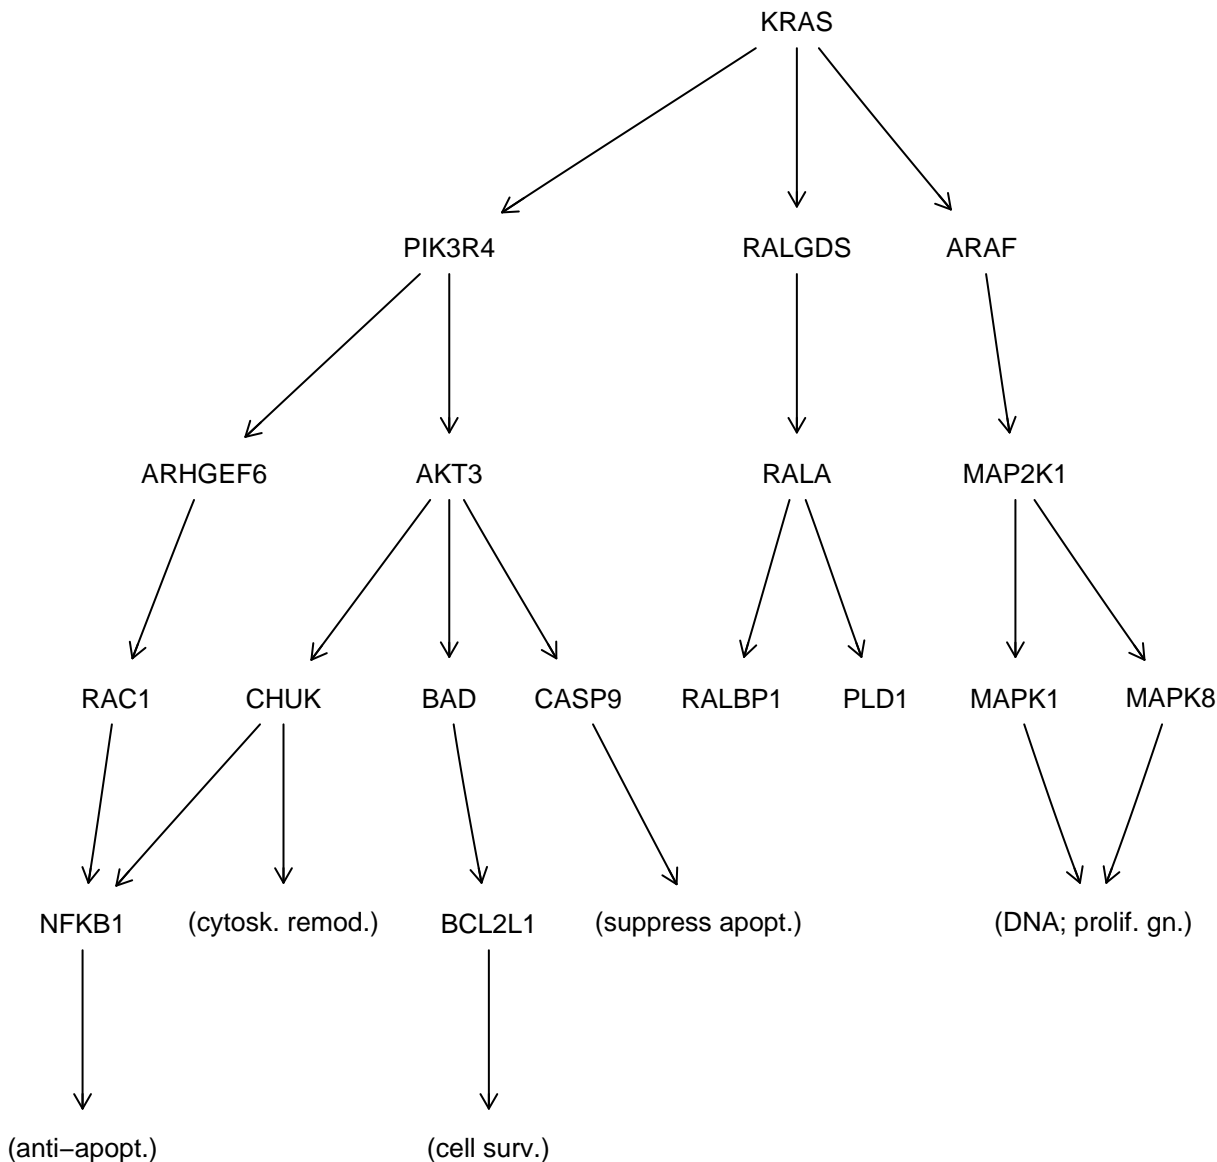 KRAS
PIK3R4 RALGDS ARAF
ARHGEF6 AKT3 RALA MAP2K1
RAC1 CHUK BAD CASP9 RALBP1 PLD1 MAPK1 MAPK8
NFKB1 (cytosk. remod.) BCL2L1 (suppress apopt.) (DNA; prolif. gn.)
(anti−apopt.) (cell surv.)